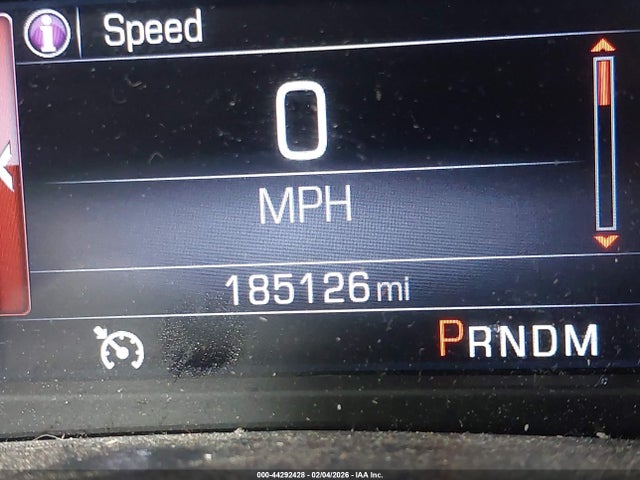 i Speed
0
MPH
185126 mi
PRNDM
000-44292428 - 02/04/2026 - IAA Inc.